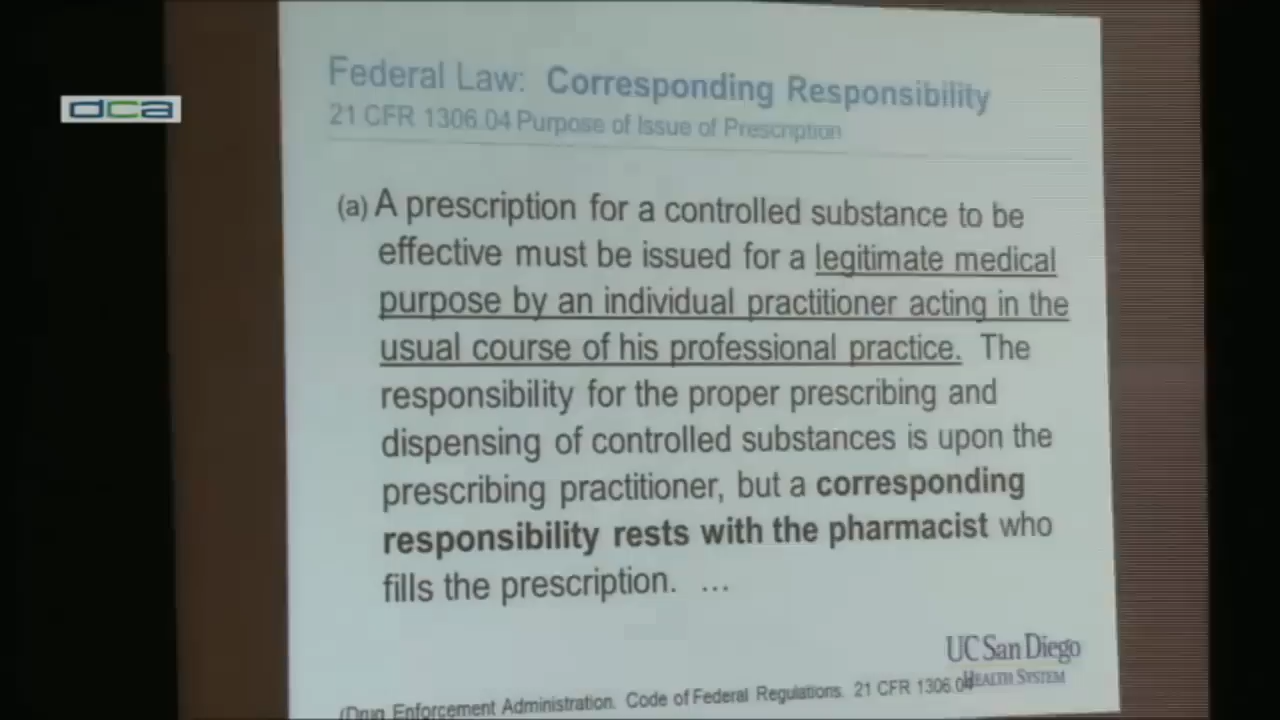 Federal Law: Corresponding Responsibility
dca
21 CFR 1306.04 Purpose of Issue of Prescription
(a) A prescription for a controlled substance to be
effective must be issued for a legitimate medical
purpose by an individual practitioner acting in the
usual course of his professional practice. The
responsibility for the proper prescribing and
dispensing of controlled substances is upon the
prescribing practitioner, but a corresponding
responsibility rests with the pharmacist who
fills the prescription. ...
UC San Diego
HEALTH SYSTEM
(Drug Enforcement Administration. Code of Federal Regulations. 21 CFR 1306.04